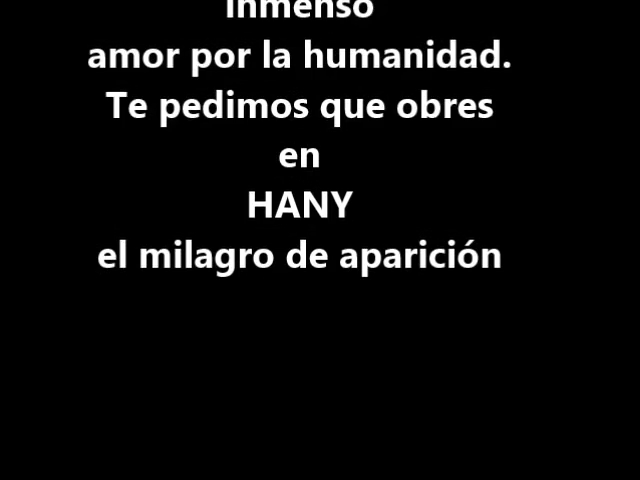 inmenso
amor por la humanidad.
Te pedimos que obres
en
HANY
el milagro de aparición